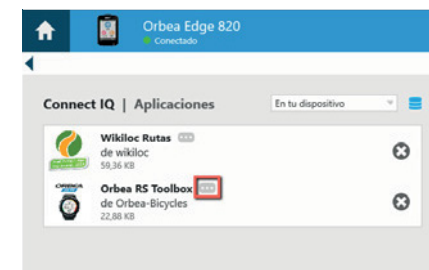 Orbea Edge 820
Conectado
Connect IQ | Aplicaciones
En tu dispositivo
Wikiloc Rutas
de wikiloc
59,36 KB
ORBEA
Orbea RS Toolbox
de Orbea-Bicycles
22,88 KB